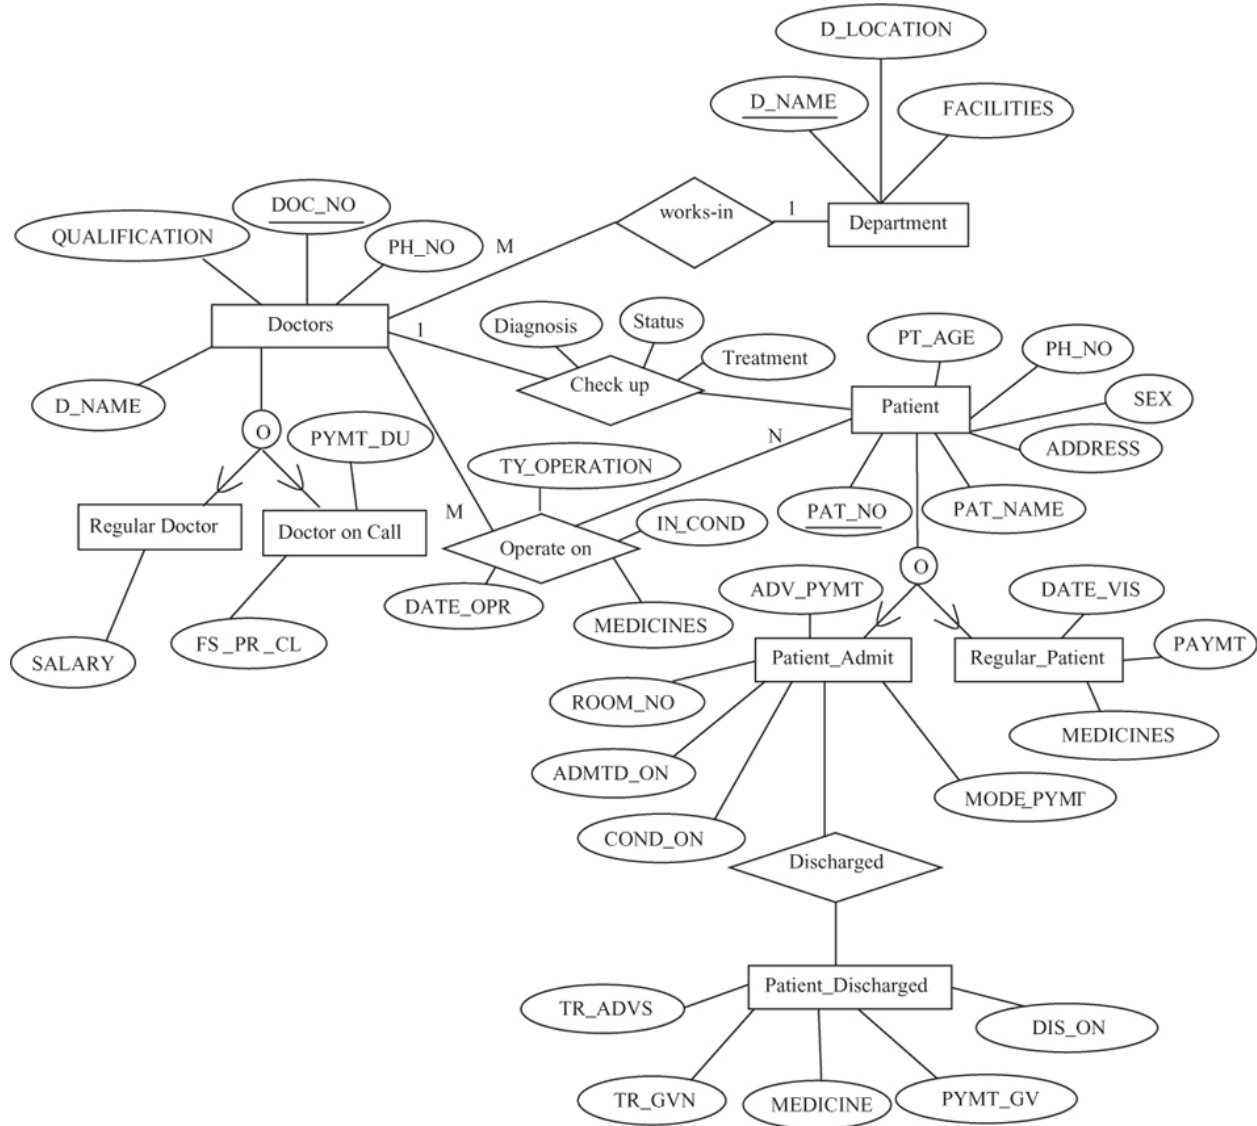 D_LOCATION
D_NAME
FACILITIES
works-in
1
Department
DOC_NO
QUALIFICATION
PH_NO
M
Doctors
1
Diagnosis
Status
Treatment
Check up
PT_AGE
PH_NO
SEX
Patient
ADDRESS
D_NAME
O
PYMT_DU
N
TY_OPERATION
PAT_NO
PAT_NAME
Regular Doctor
Doctor on Call
M
IN_COND
Operate on
O
DATE_OPR
MEDICINES
ADV_PYMT
DATE_VIS
SALARY
FS_PR_CL
Patient_Admit
Regular_Patient
PAYMT
ROOM_NO
MEDICINES
ADMTD_ON
MODE_PYMT
COND_ON
Discharged
Patient_Discharged
TR_ADVS
DIS_ON
TR_GVN
MEDICINE
PYMT_GV